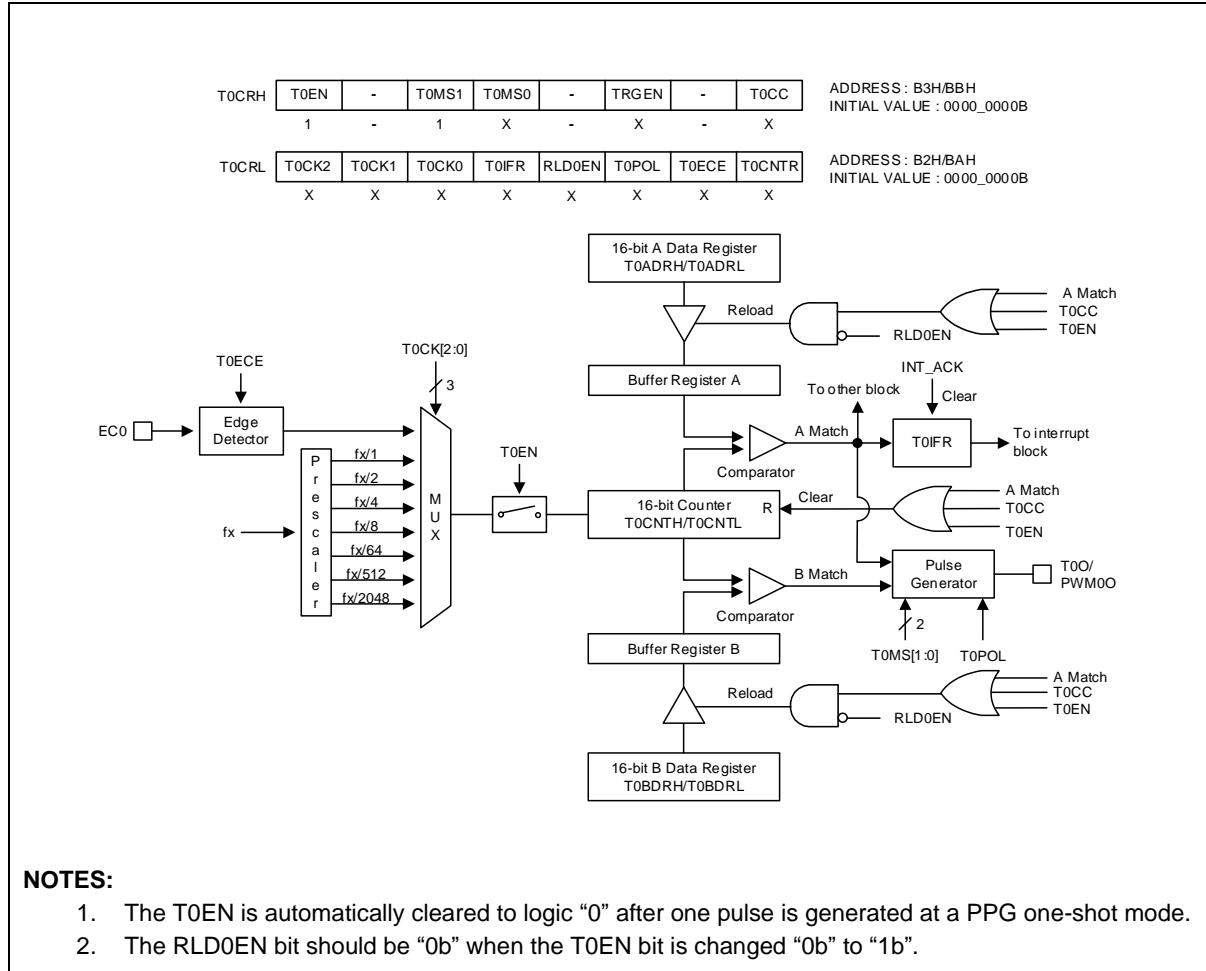 T0CRH T0EN - T0MS1 T0MS0 - TRGEN - T0CC ADDRESS : B3H/BBH
INITIAL VALUE : 0000_0000B
1 - 1 X - X - X
T0CRL T0CK2 T0CK1 T0CK0 T0IFR RLD0EN T0POL T0ECE T0CNTR ADDRESS : B2H/BAH
INITIAL VALUE : 0000_0000B
X X X X X X X X
16-bit A Data Register
T0ADRH/T0ADRL
Reload
A Match
T0CC
T0EN
RLD0EN
T0ECE
T0CK[2:0]
3
Buffer Register A
To other block
INT_ACK
Clear
EC0
Edge
Detector
A Match
T0IFR
To interrupt
block
Comparator
Prescaler
fx/1
fx/2
fx/4
fx/8
fx/64
fx/512
fx/2048
fx
MUX
T0EN
16-bit Counter
T0CNTH/T0CNTL
R
Clear
A Match
T0CC
T0EN
B Match
Comparator
Pulse
Generator
T0O/
PWM0O
2
T0MS[1:0]
T0POL
Buffer Register B
Reload
A Match
T0CC
T0EN
RLD0EN
16-bit B Data Register
T0BDRH/T0BDRL
NOTES:
1. The T0EN is automatically cleared to logic “0” after one pulse is generated at a PPG one-shot mode.
2. The RLD0EN bit should be “0b” when the T0EN bit is changed “0b” to “1b”.